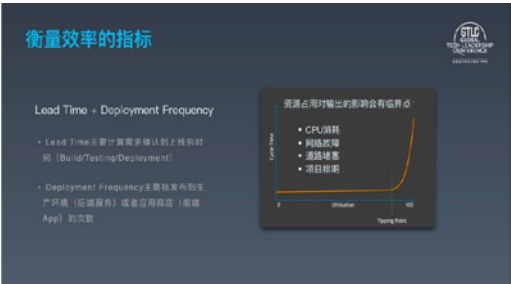 衡量效率的指标
GTLC
GLOBAL
TECH LEADERSHIP
CONFERENCE
Lead Time + Deployment Frequency
• Lead Time主要计算需求确认到上线的时
间（Build/Testing/Deployment）
• Deployment Frequency主要指发布到生
产环境（后端服务）或者应用商店（前端
App）的次数
资源占用对输出的影响会有临界点：
• CPU消耗
• 网络故障
• 道路堵塞
• 项目排期
Cycle Time
0
Utilisation
100
Tipping Point